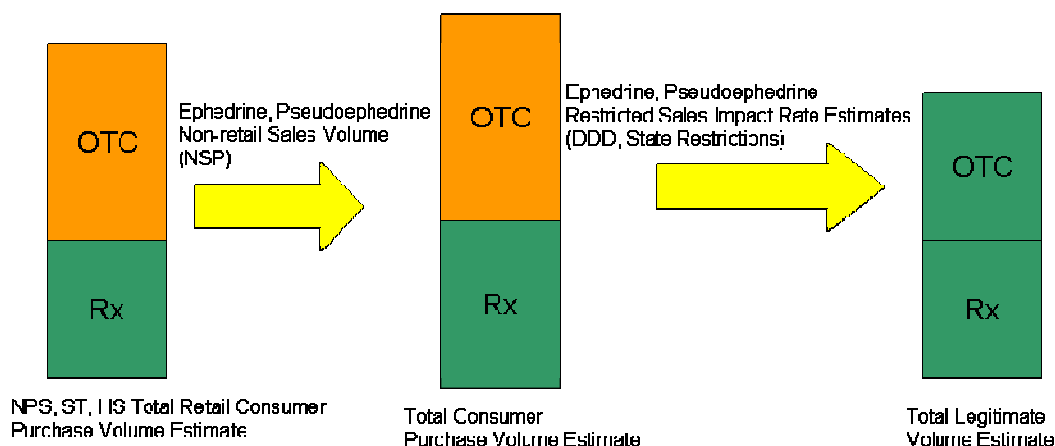 OTC
Rx
NPS, ST, HS Total Retail Consumer
Purchase Volume Estimate
Ephedrine, Pseudoephedrine
Non-retail Sales Volume
(NSP)
OTC
Rx
Total Consumer
Purchase Volume Estimate
Ephedrine, Pseudoephedrine
Restricted Sales Impact Rate Estimates
(DDD, State Restrictions)
OTC
Rx
Total Legitimate
Volume Estimate